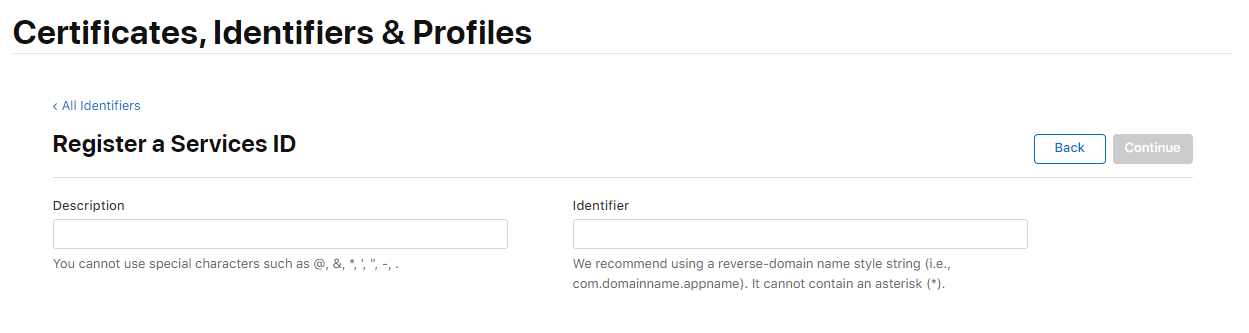 Certificates, Identifiers & Profiles
‹ All Identifiers
Register a Services ID
Back
Continue
Description
Identifier
You cannot use special characters such as @, &, *, ', ", -, .
We recommend using a reverse-domain name style string (i.e.,
com.domainname.appname). It cannot contain an asterisk (*).